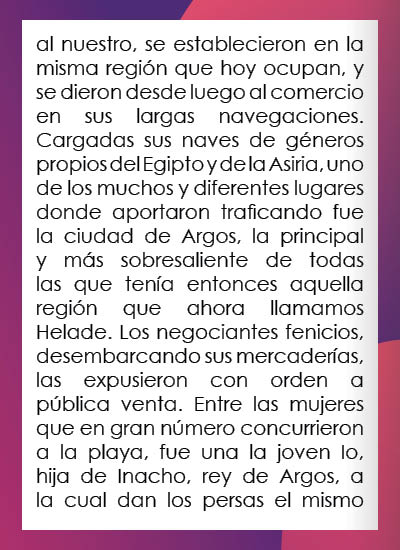 al nuestro, se establecieron en la
misma región que hoy ocupan, y
se dieron desde luego al comercio
en sus largas navegaciones.
Cargadas sus naves de géneros
propios del Egipto y de la Asiria, uno
de los muchos y diferentes lugares
donde aportaron traficando fue
la ciudad de Argos, la principal
y más sobresaliente de todas
las que tenía entonces aquella
región que ahora llamamos
Helade. Los negociantes fenicios,
desembarcando sus mercaderías,
las expusieron con orden a
pública venta. Entre las mujeres
que en gran número concurrieron
a la playa, fue una la joven Io,
hija de Inacho, rey de Argos, a
la cual dan los persas el mismo